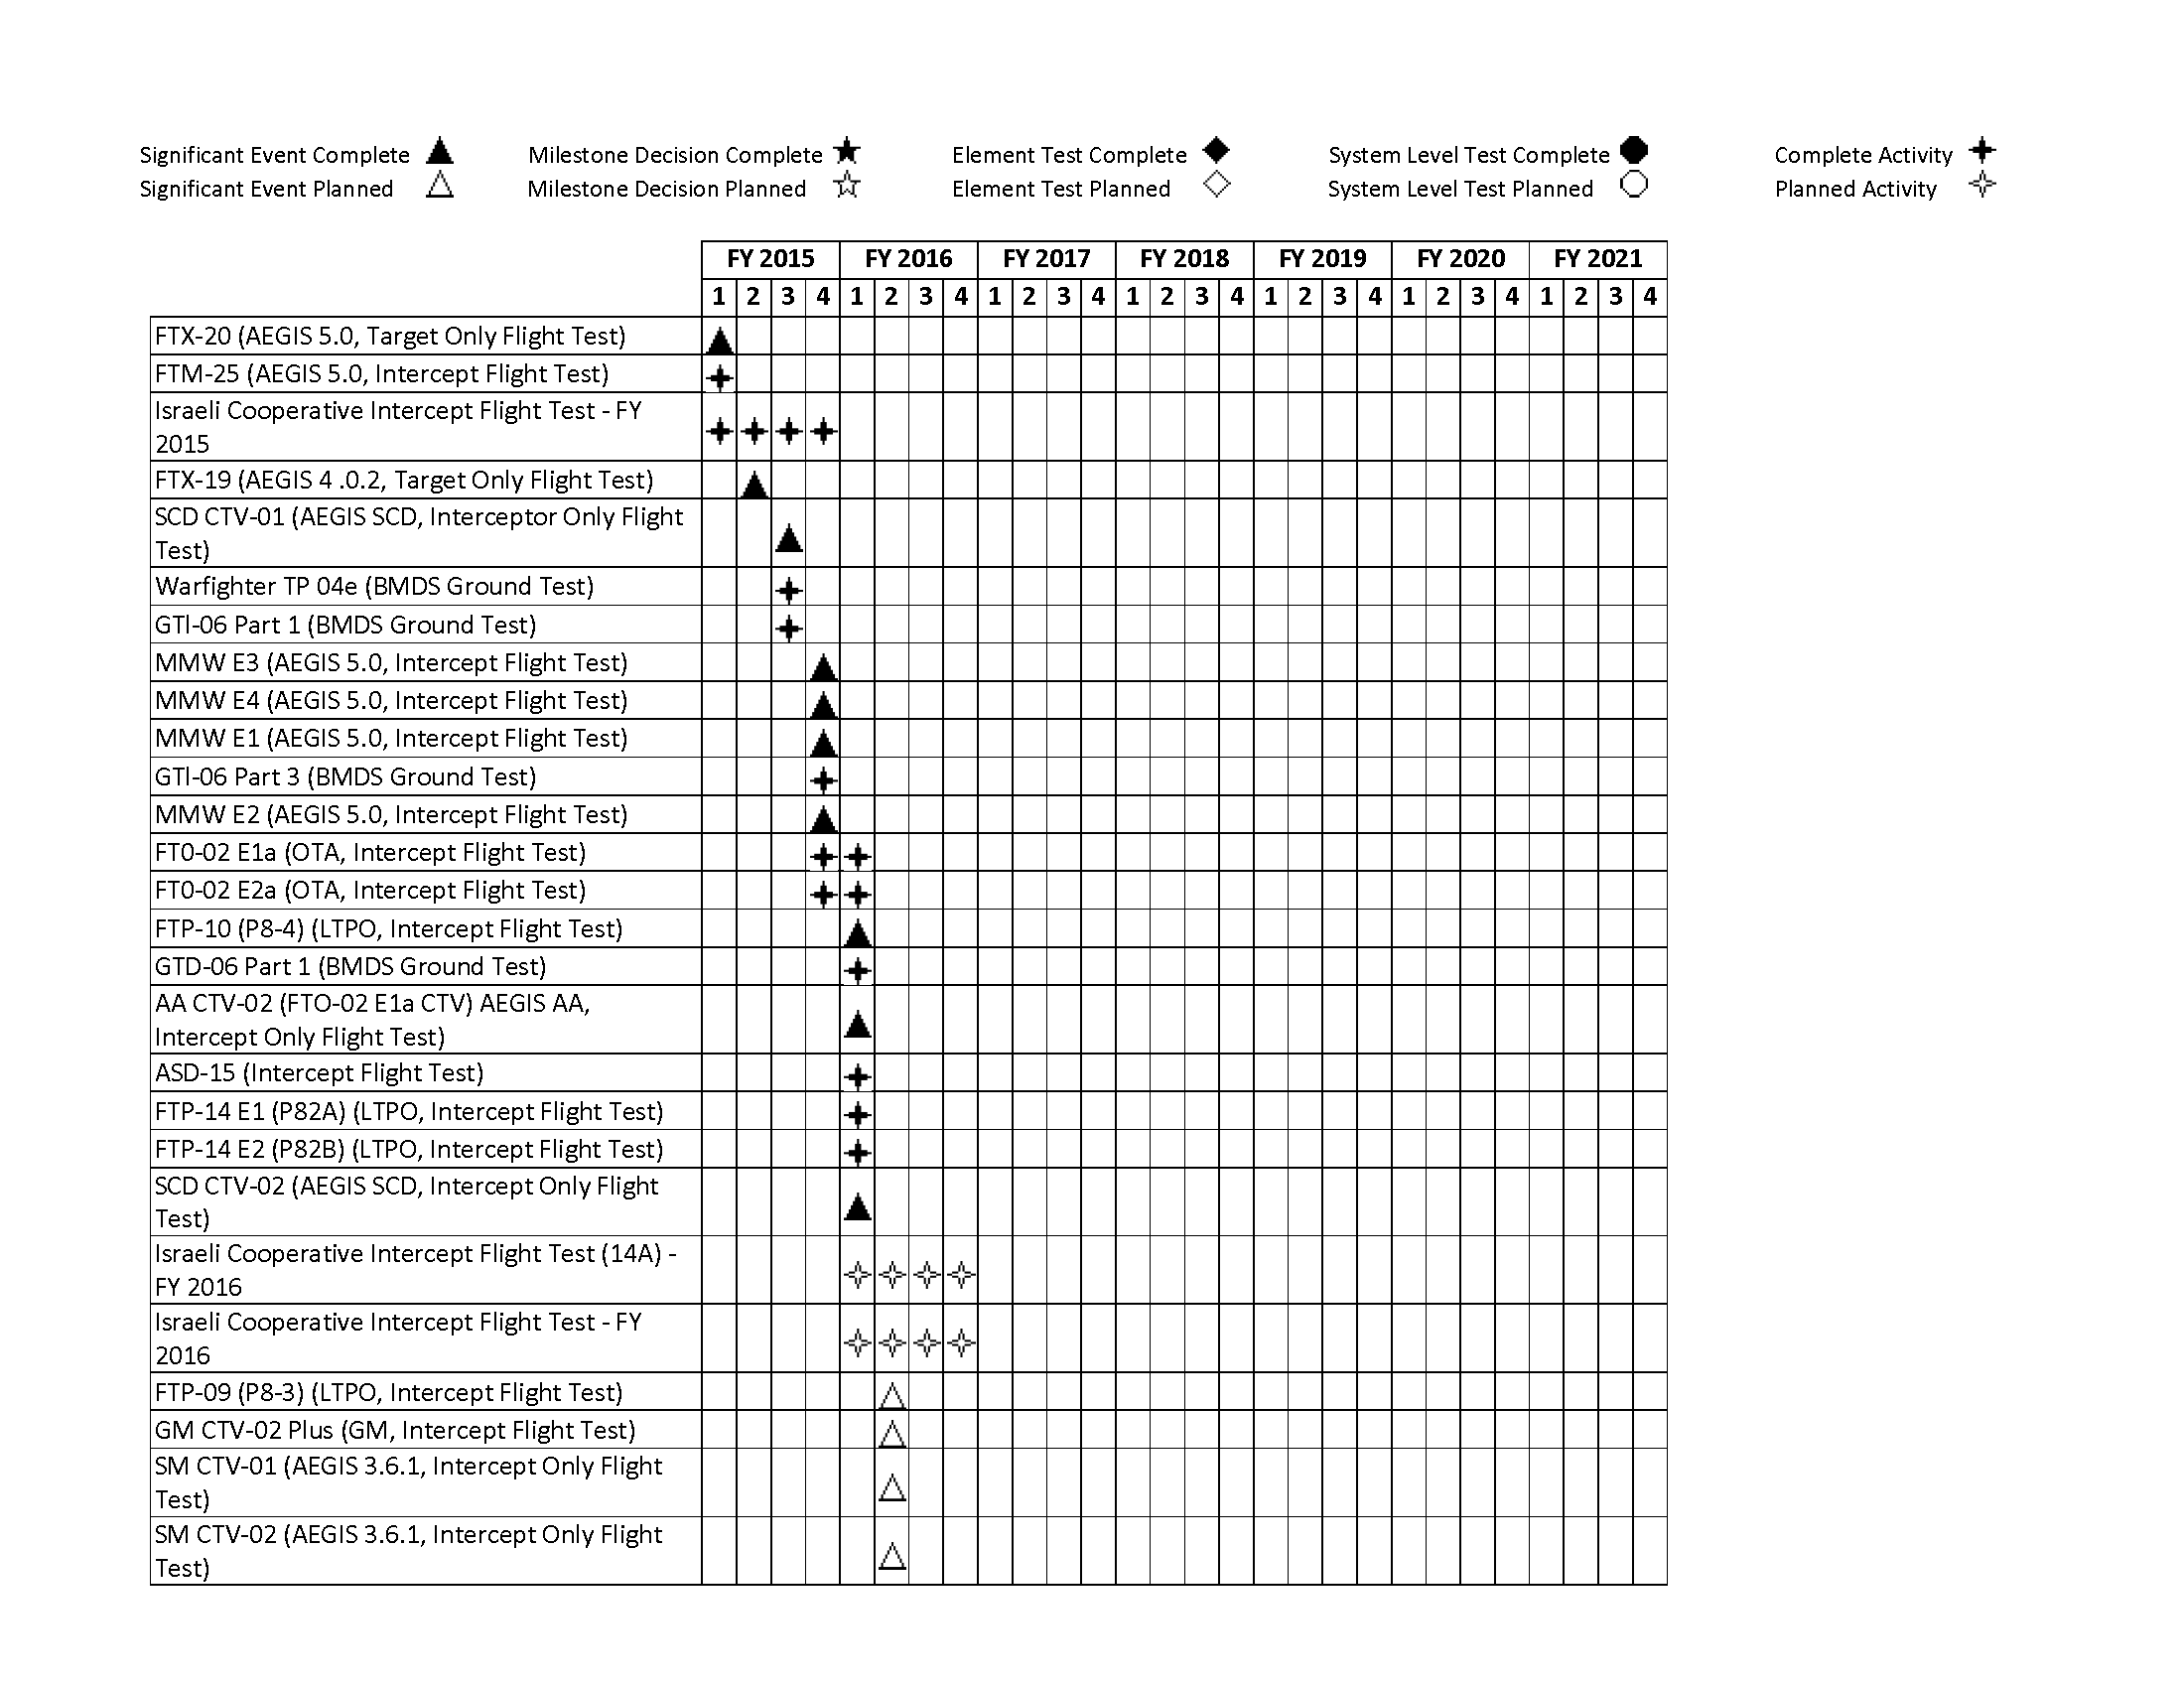 Significant Event Complete Milestone Decision Complete Element Test Complete System Level Test Complete Complete Activity
Significant Event Planned Milestone Decision Planned Element Test Planned System Level Test Planned Planned Activity
FY 2015 FY 2016 FY 2017 FY 2018 FY 2019 FY 2020 FY 2021
1 2 3 4 1 2 3 4 1 2 3 4 1 2 3 4 1 2 3 4 1 2 3 4 1 2 3 4
FTX-20 (AEGIS 5.0, Target Only Flight Test)
FTM-25 (AEGIS 5.0, Intercept Flight Test)
Israeli Cooperative Intercept Flight Test - FY
2015
FTX-19 (AEGIS 4 .0.2, Target Only Flight Test)
SCD CTV-01 (AEGIS SCD, Interceptor Only Flight
Test)
Warfighter TP 04e (BMDS Ground Test)
GTl-06 Part 1 (BMDS Ground Test)
MMW E3 (AEGIS 5.0, Intercept Flight Test)
MMW E4 (AEGIS 5.0, Intercept Flight Test)
MMW E1 (AEGIS 5.0, Intercept Flight Test)
GTl-06 Part 3 (BMDS Ground Test)
MMW E2 (AEGIS 5.0, Intercept Flight Test)
FT0-02 E1a (OTA, Intercept Flight Test)
FT0-02 E2a (OTA, Intercept Flight Test)
FTP-10 (P8-4) (LTPO, Intercept Flight Test)
GTD-06 Part 1 (BMDS Ground Test)
AA CTV-02 (FTO-02 E1a CTV) AEGIS AA,
Intercept Only Flight Test)
ASD-15 (Intercept Flight Test)
FTP-14 E1 (P82A) (LTPO, Intercept Flight Test)
FTP-14 E2 (P82B) (LTPO, Intercept Flight Test)
SCD CTV-02 (AEGIS SCD, Intercept Only Flight
Test)
Israeli Cooperative Intercept Flight Test (14A) -
FY 2016
Israeli Cooperative Intercept Flight Test - FY
2016
FTP-09 (P8-3) (LTPO, Intercept Flight Test)
GM CTV-02 Plus (GM, Intercept Flight Test)
SM CTV-01 (AEGIS 3.6.1, Intercept Only Flight
Test)
SM CTV-02 (AEGIS 3.6.1, Intercept Only Flight
Test)